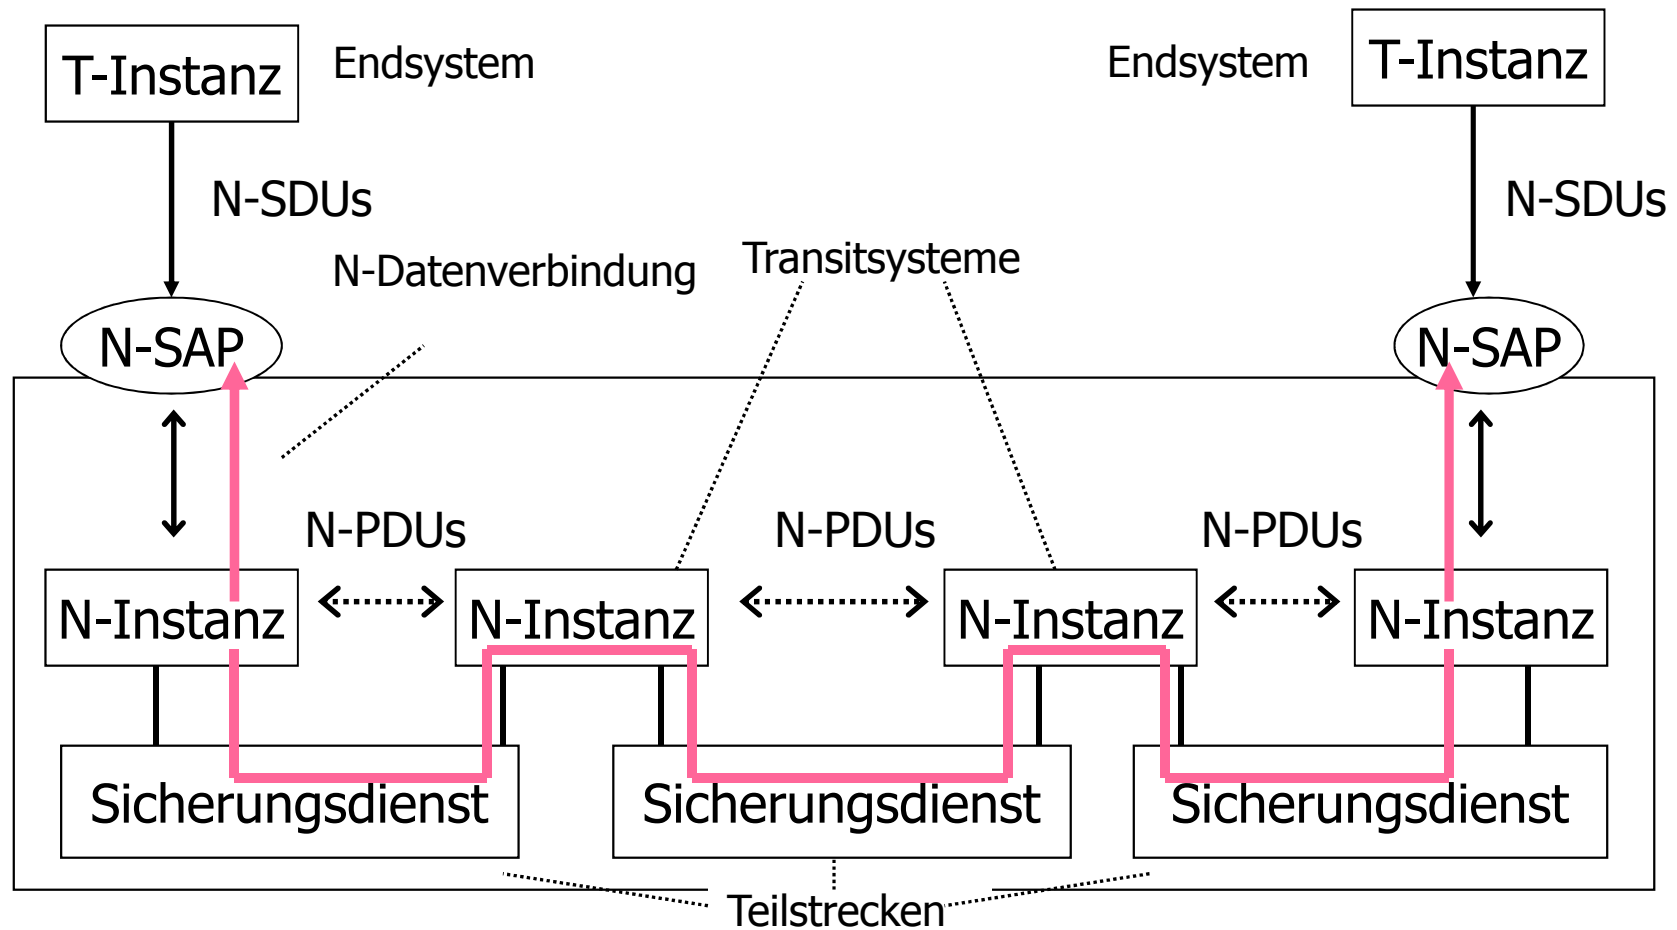 T-Instanz
Endsystem
Endsystem
T-Instanz
N-SDUs
N-SDUs
N-Datenverbindung
Transitsysteme
N-SAP
N-SAP
N-PDUs
N-PDUs
N-PDUs
N-Instanz
N-Instanz
N-Instanz
N-Instanz
Sicherungsdienst
Sicherungsdienst
Sicherungsdienst
Teilstrecken